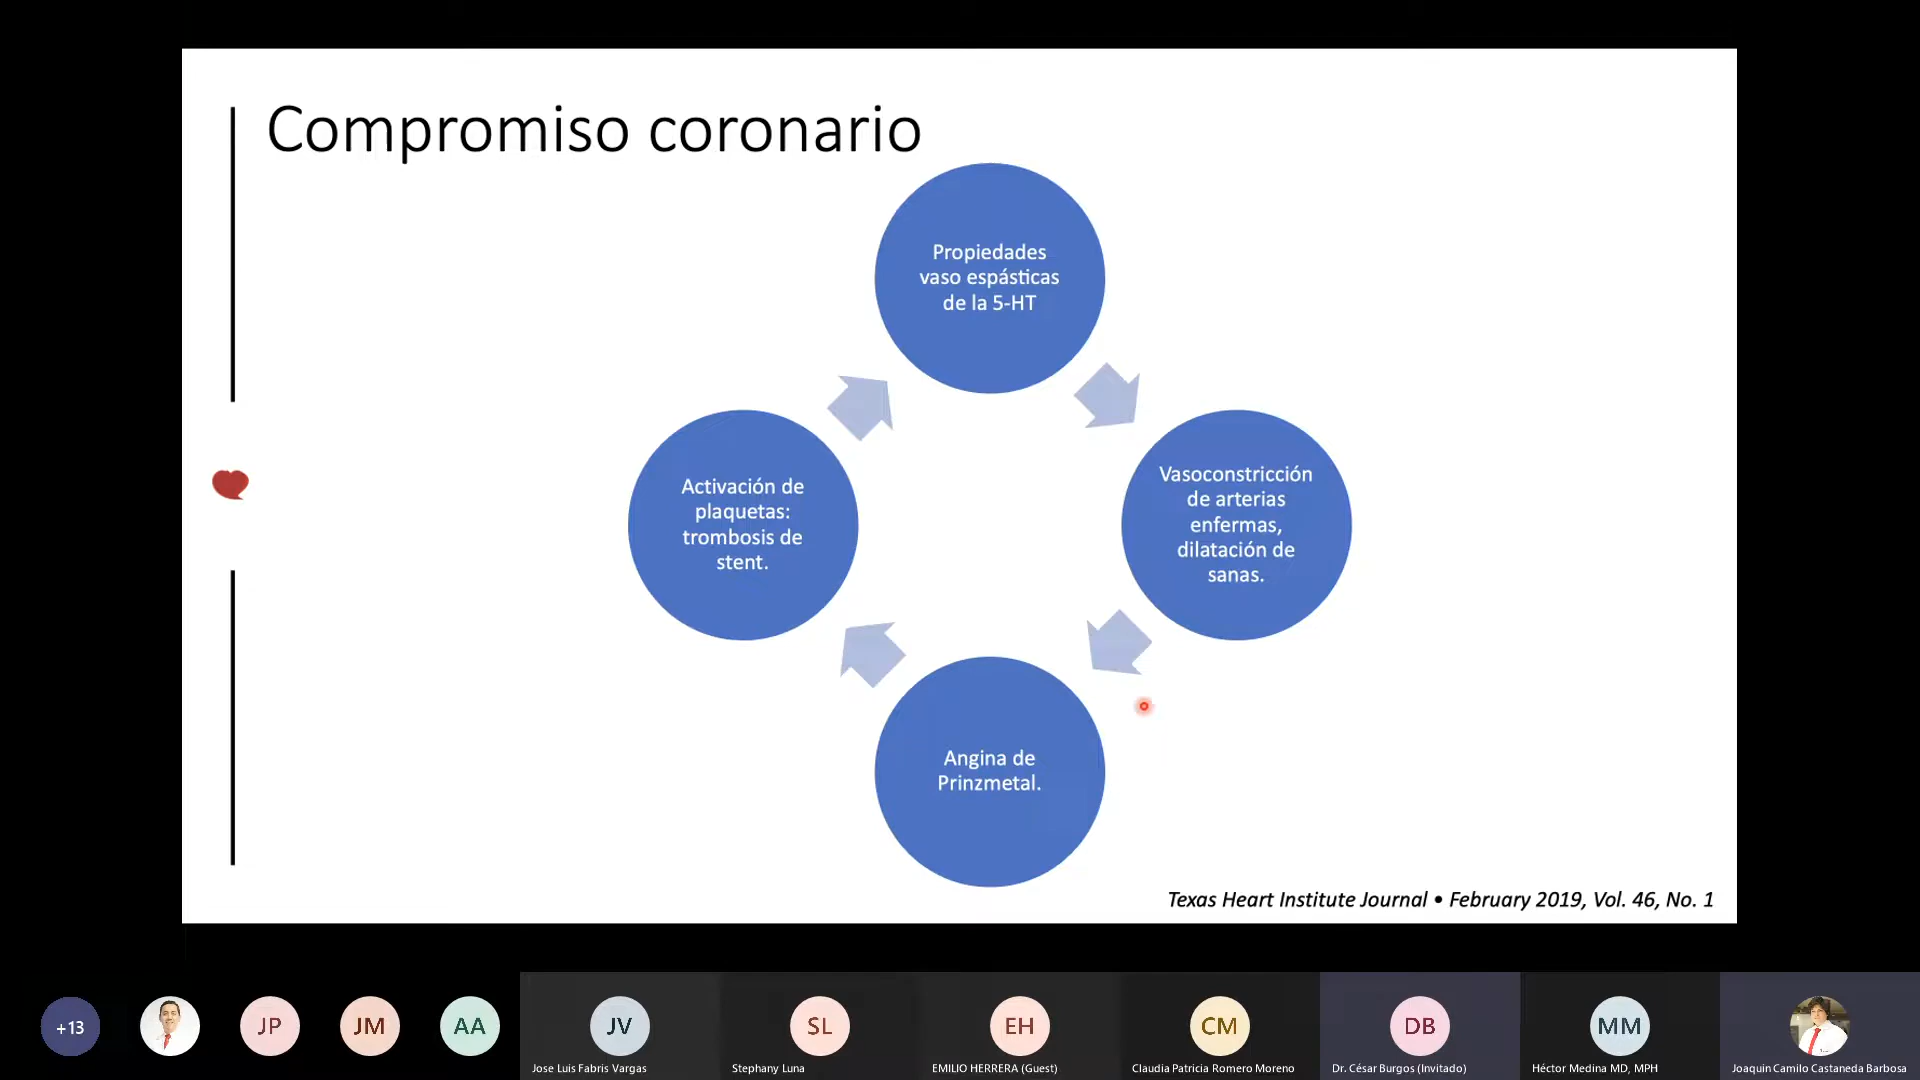 Compromiso coronario
Propiedades
vaso espásticas
de la 5-HT
Vasoconstricción
de arterias
enfermas,
dilatación de
sanas.
Angina de
Prinzmetal.
Activación de
plaquetas:
trombosis de
stent.
Texas Heart Institute Journal • February 2019, Vol. 46, No. 1
+13
JP
JM
AA
JV
SL
EH
CM
DB
MM
Jose Luis Fabris Vargas
Stephany Luna
EMILIO HERRERA (Guest)
Claudia Patricia Romero Moreno
Dr. César Burgos (Invitado)
Héctor Medina MD, MPH
Joaquin Camilo Castaneda Barbosa